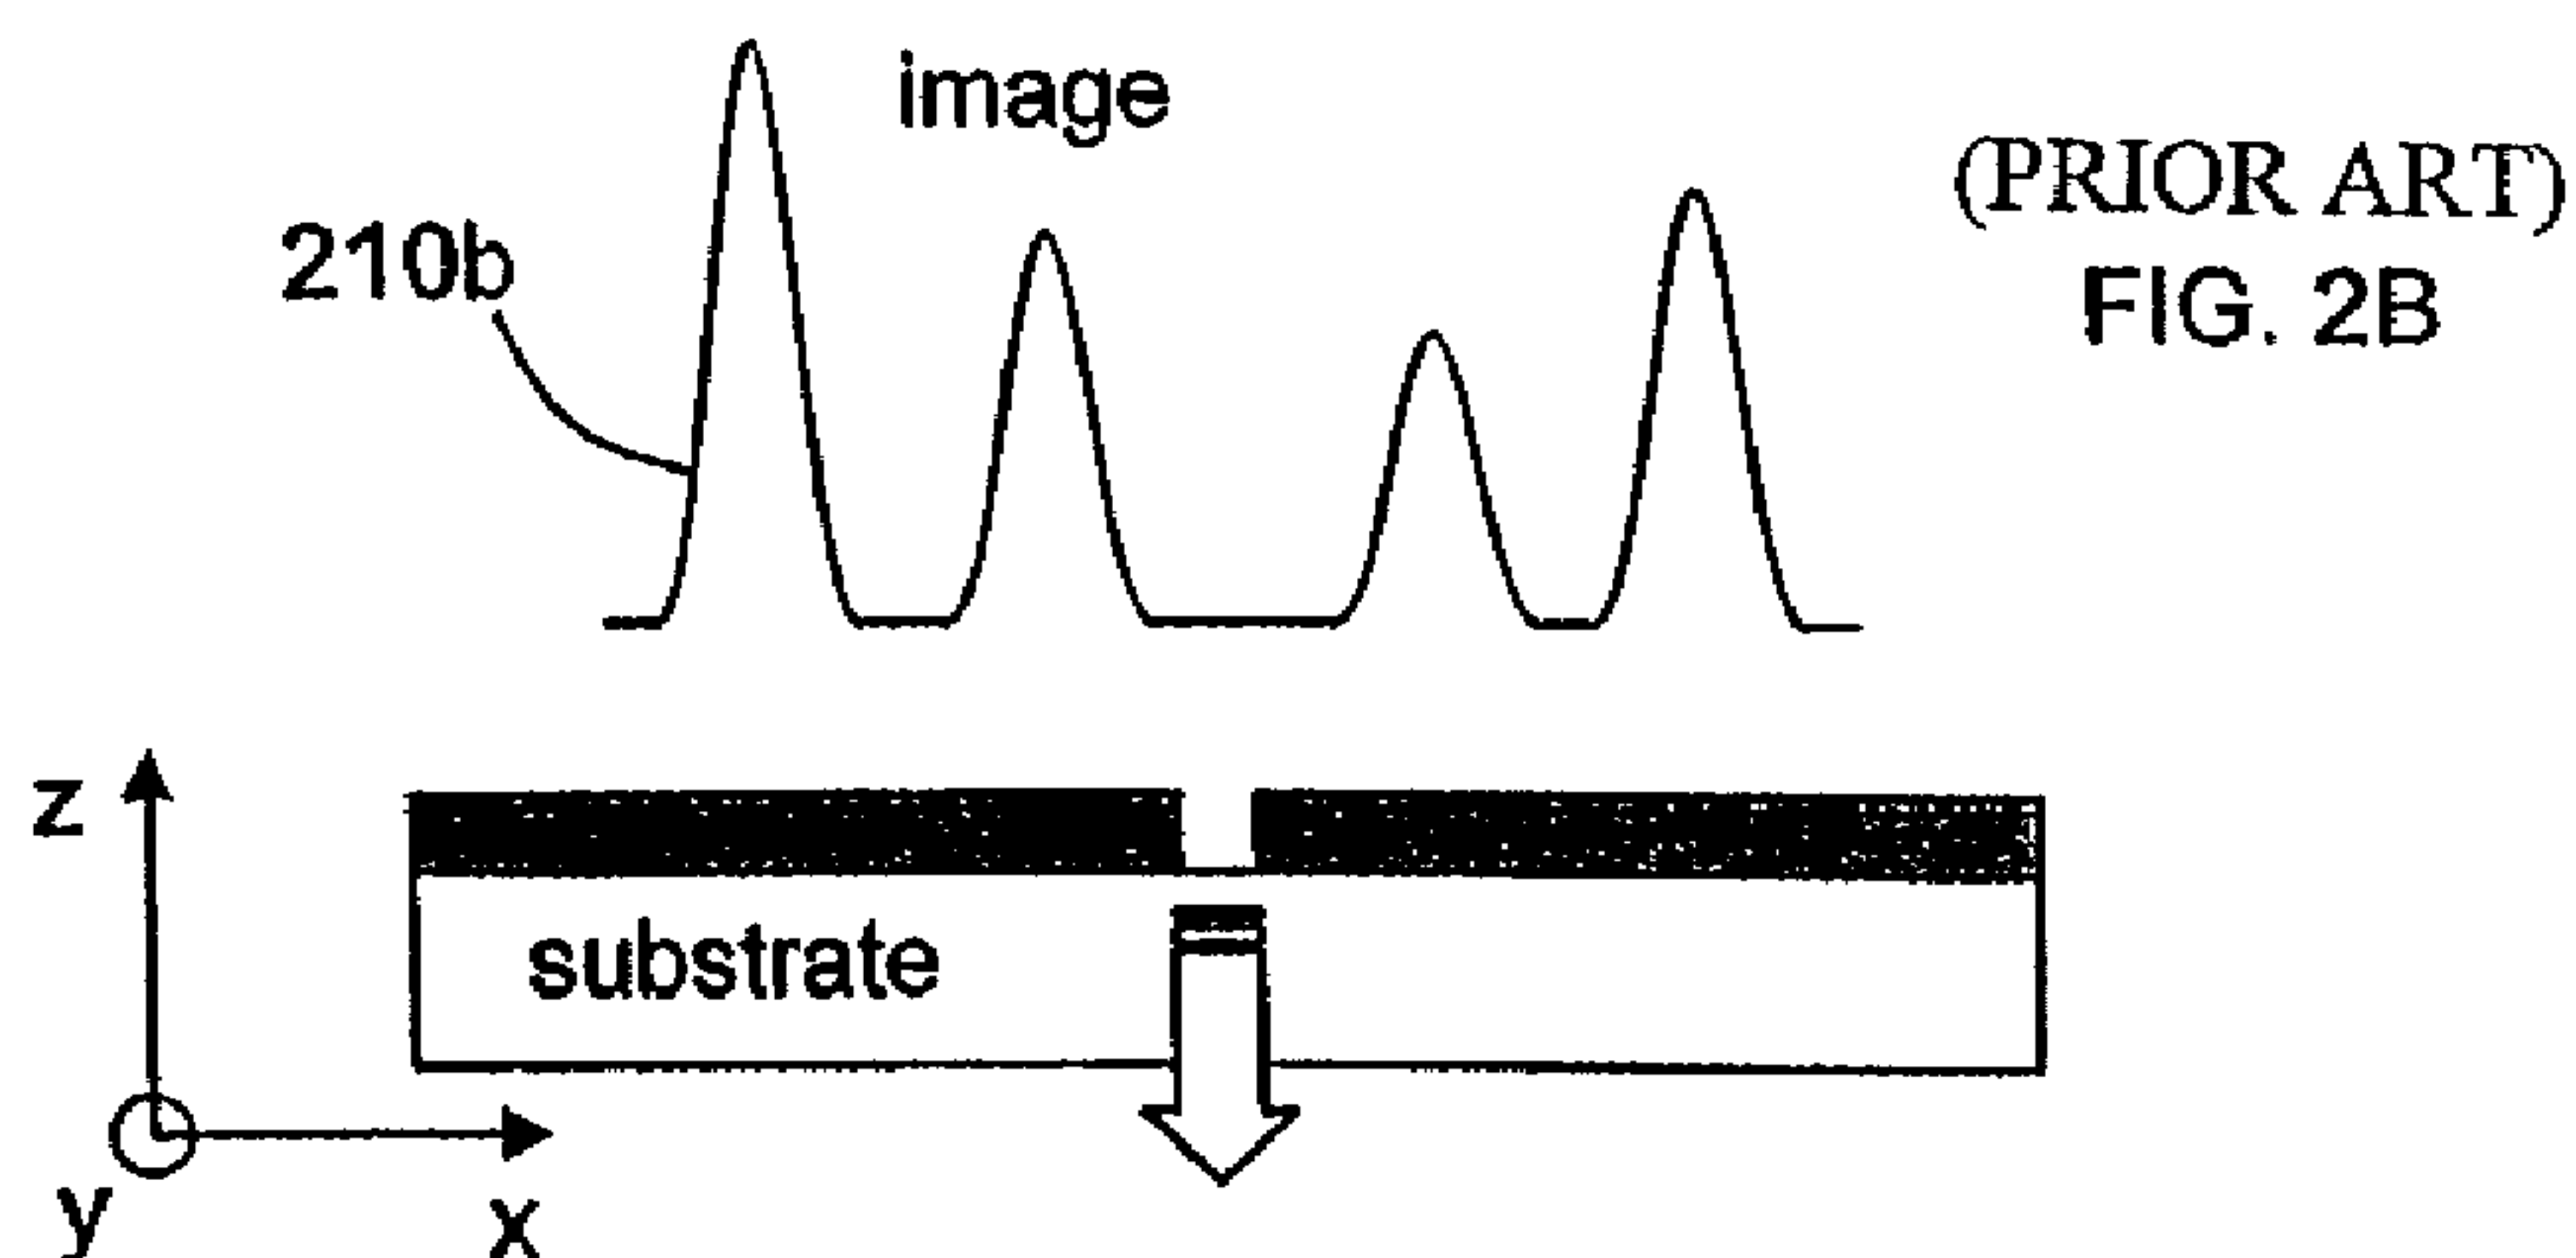 image
(PRIOR ART)
210b
FIG. 2B
z
substrate
y
x